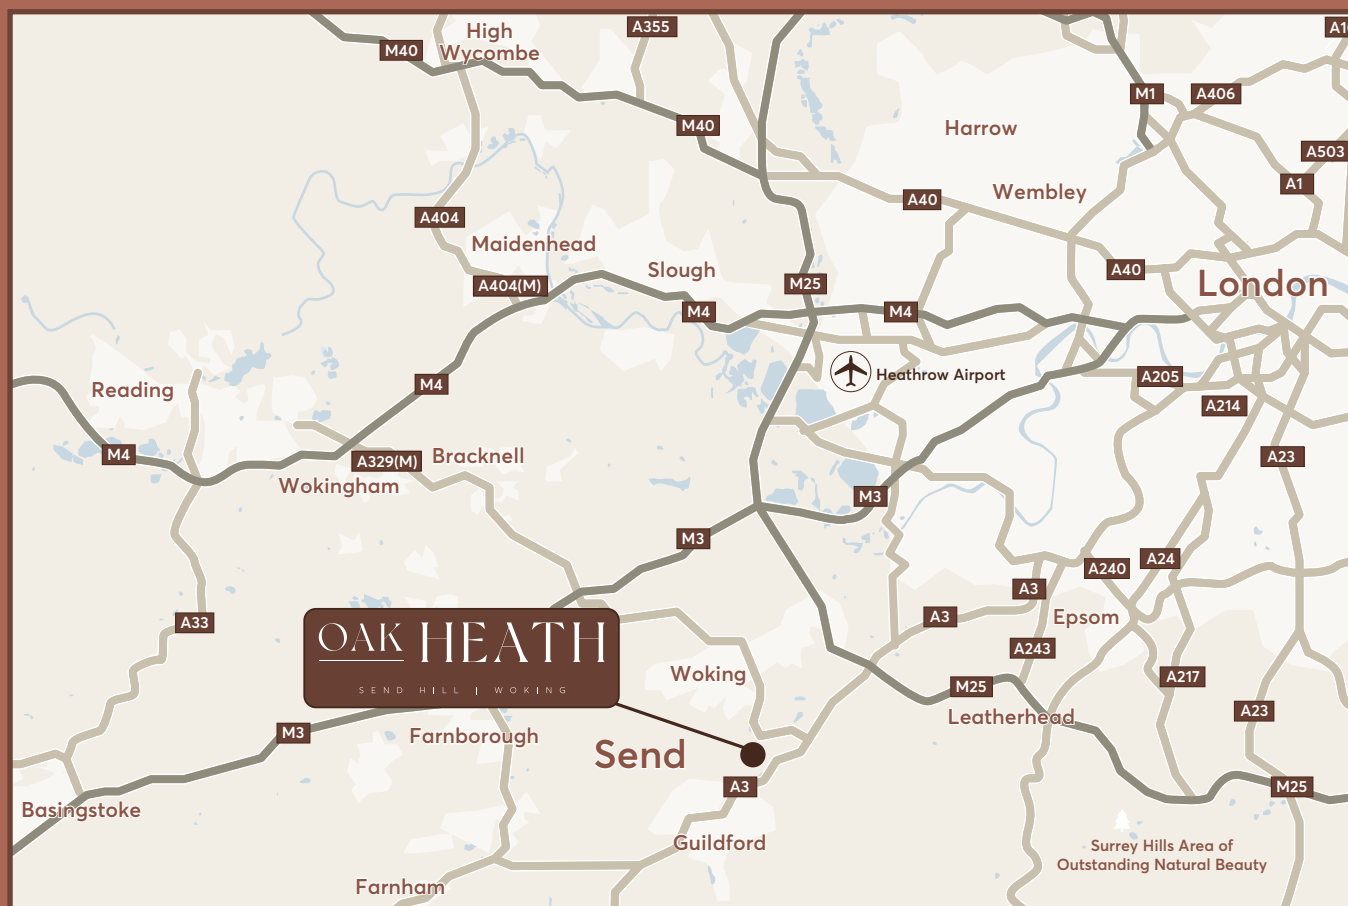 High
Wycombe
A355
M40
M40
M1
A406
Harrow
A503
A1
Wembley
A40
A404
Maidenhead
Slough
A404(M)
M25
M4
M4
A40
London
Heathrow Airport
Reading
M4
A205
A214
M4
A329(M)
Bracknell
Wokingham
A23
M3
M3
A24
A240
A3
A3
Epsom
A33
OAK HEATH
SEND HILL | WOKING
A243
Woking
A217
M25
Leatherhead
A23
M3
Farnborough
Send
A3
M25
Basingstoke
Guildford
Surrey Hills Area of
Outstanding Natural Beauty
Farnham